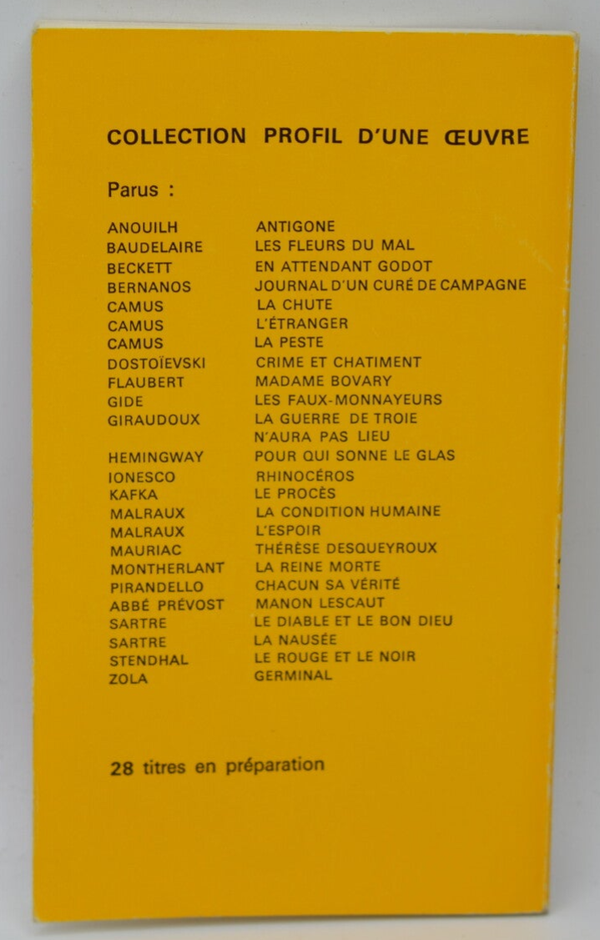 COLLECTION PROFIL D'UNE ŒUVRE
Parus :
ANOUILH ANTIGONE
BAUDELAIRE LES FLEURS DU MAL
BECKETT EN ATTENDANT GODOT
BERNANOS JOURNAL D'UN CURÉ DE CAMPAGNE
CAMUS LA CHUTE
CAMUS L'ÉTRANGER
CAMUS LA PESTE
DOSTOÏEVSKI CRIME ET CHATIMENT
FLAUBERT MADAME BOVARY
GIDE LES FAUX-MONNAYEURS
GIRAUDOUX LA GUERRE DE TROIE
N'AURA PAS LIEU
HEMINGWAY POUR QUI SONNE LE GLAS
IONESCO RHINOCÉROS
KAFKA LE PROCÈS
MALRAUX LA CONDITION HUMAINE
MALRAUX L'ESPOIR
MAURIAC THÉRÈSE DESQUEYROUX
MONTHERLANT LA REINE MORTE
PIRANDELLO CHACUN SA VÉRITÉ
ABBÉ PRÉVOST MANON LESCAUT
SARTRE LE DIABLE ET LE BON DIEU
SARTRE LA NAUSÉE
STENDHAL LE ROUGE ET LE NOIR
ZOLA GERMINAL
28 titres en préparation